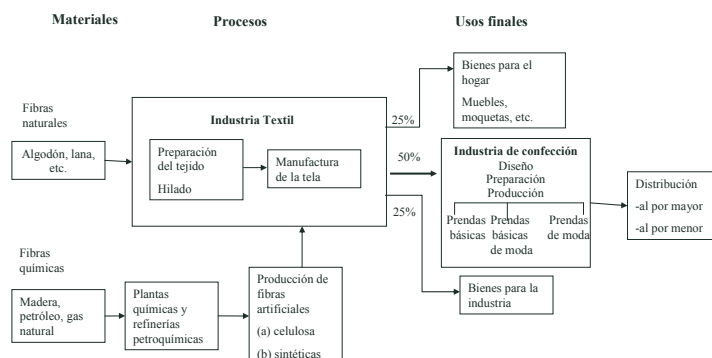 Materiales
Procesos
Usos finales
Fibras
naturales
Algodón, lana,
etc.
Industria Textil
Preparación
del tejido
Hilado
Manufactura
de la tela
25%
50%
25%
Bienes para el
hogar
Muebles,
moquetas, etc.
Industria de confección
Diseño
Preparación
Producción
Prendas
básicas
Prendas
básicas
de moda
Prendas
de moda
Distribución
-al por mayor
-al por menor
Bienes para la
industria
Fibras
químicas
Madera,
petróleo, gas
natural
Plantas
químicas y
refinerías
petroquímicas
Producción de
fibras
artificiales
(a) celulosa
(b) sintéticas